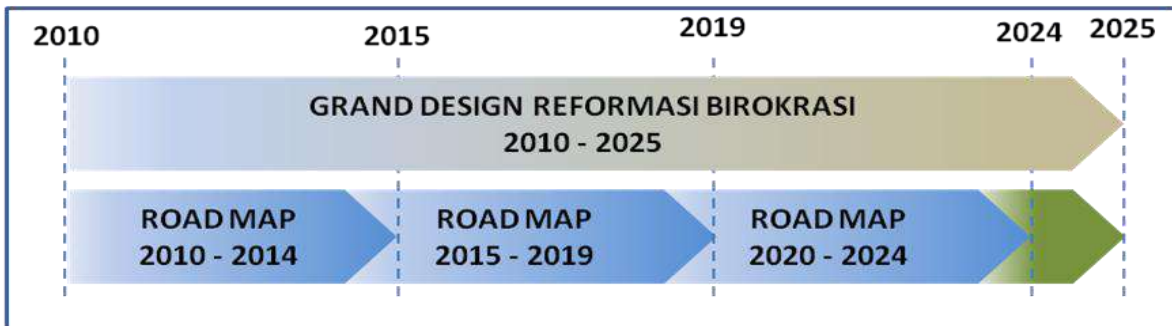 2010 2015 2019 2024 2025
GRAND DESIGN REFORMASI BIROKRASI
2010 - 2025
ROAD MAP
2010 - 2014
ROAD MAP
2015 - 2019
ROAD MAP
2020 - 2024